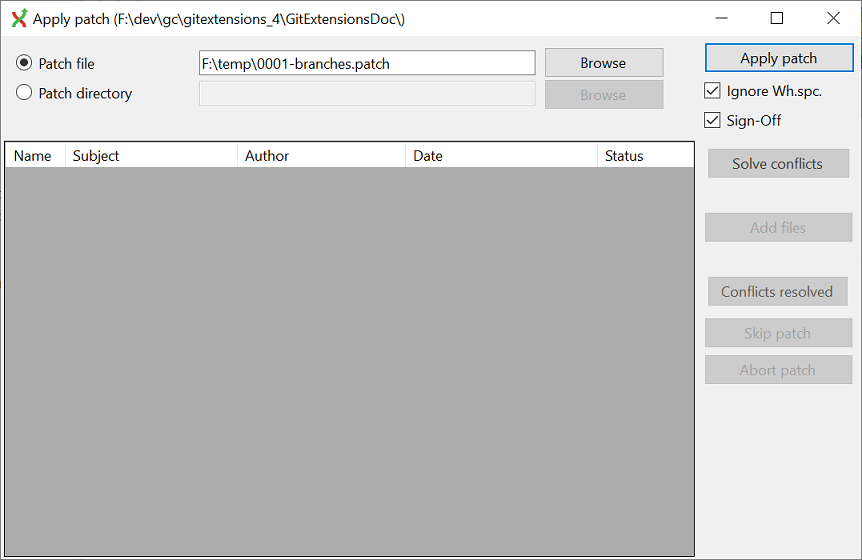 Apply patch (F:\dev\gc\gitextensions_4\GitExtensionsDoc\)
Patch file
F:\temp\0001-branches.patch
Browse
Apply patch
Patch directory
Browse
Ignore Wh.spc.
Sign-Off
Name Subject Author Date Status
Solve conflicts
Add files
Conflicts resolved
Skip patch
Abort patch